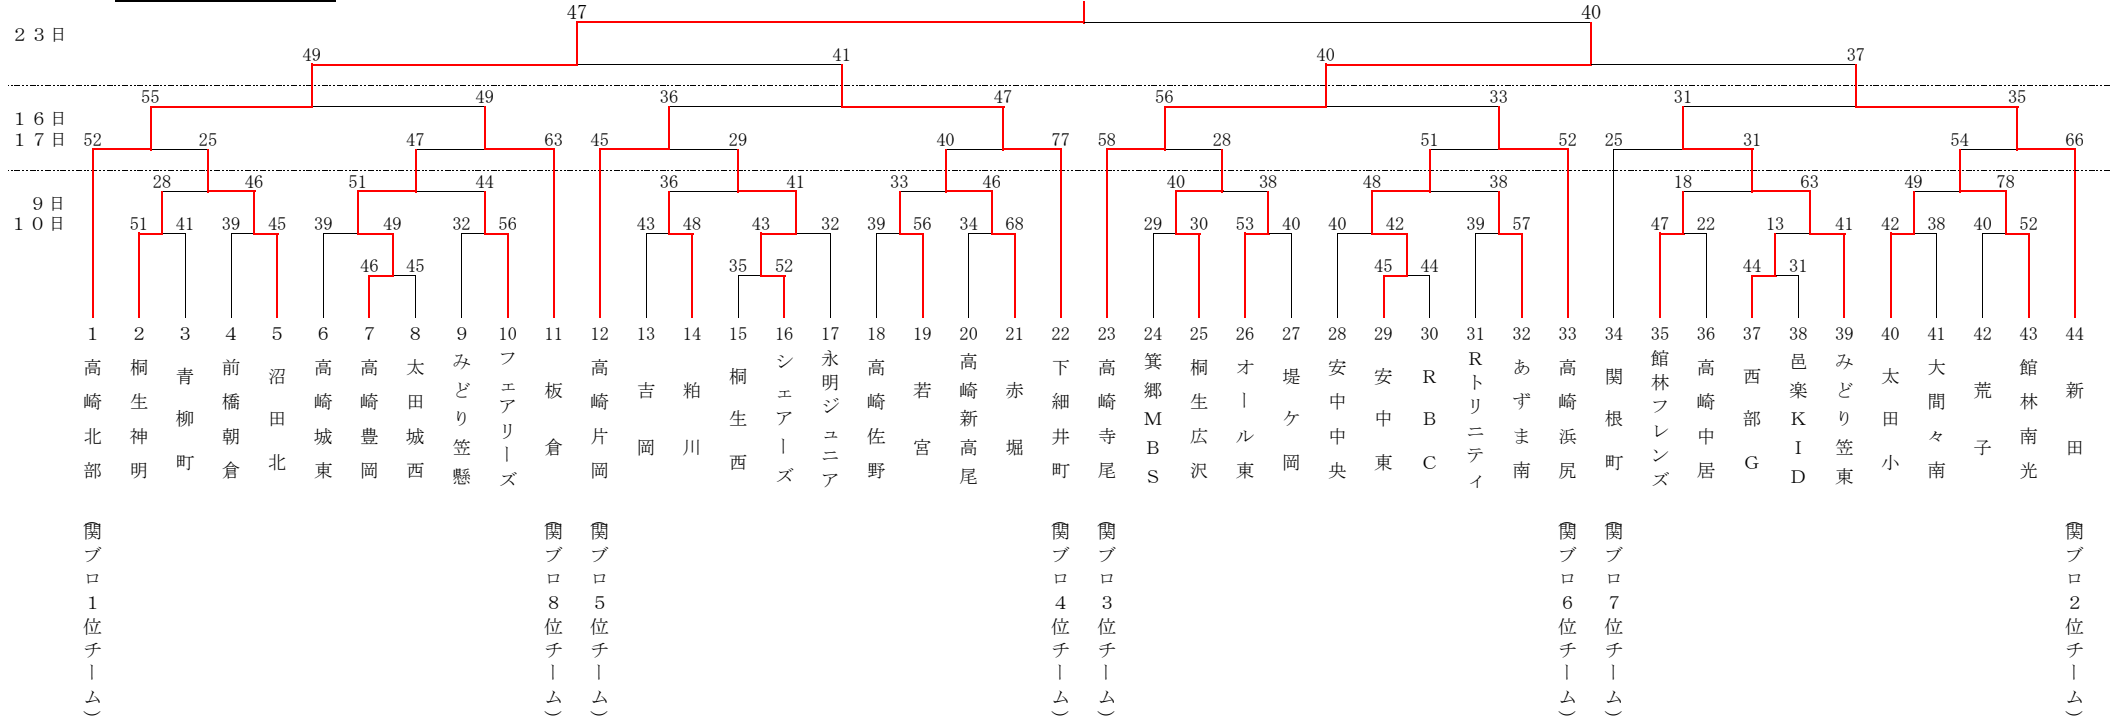 47 40
２３日
49 41 40 37
55 49 36 47 56 33 31 35
１６日
１７日
52 25 47 63 45 29 40 77 58 28 51 52 25 31 54 66
28 46 51 44 36 41 33 46 40 38 48 38 18 63 49 78
９日
１０日
51 41 39 45 39 49 32 56 43 48 43 32 39 56 34 68 29 30 53 40 40 42 39 57 47 22 13 41 42 38 40 52
46 45 35 52 45 44 44 31
1 2 3 4 5 6 7 8 9 10 11 12 13 14 15 16 17 18 19 20 21 22 23 24 25 26 27 28 29 30 31 32 33 34 35 36 37 38 39 40 41 42 43 44
高崎北部
桐生神明
青柳町
前橋朝倉
沼田北
高崎城東
高崎豊岡
太田城西
みどり笠懸
フェアリーズ
板倉
高崎片岡
吉岡
粕川
桐生西
シェアーズ
永明ジュニア
高崎佐野
若宮
高崎新高尾
赤堀
下細井町
高崎寺尾
箕郷ＭＢＳ
桐生広沢
オール東
堤ケ岡
安中中央
安中東
ＲＢＣ
Ｒトリニティ
あずま南
高崎浜尻
関根町
館林フレンズ
高崎中居
西部Ｇ
邑楽ＫＩＤ
みどり笠東
太田小
大間々南
荒子
館林南光
新田
（関ブロ１位チーム）
（関ブロ８位チーム）
（関ブロ５位チーム）
（関ブロ４位チーム）
（関ブロ３位チーム）
（関ブロ６位チーム）
（関ブロ７位チーム）
（関ブロ２位チーム）